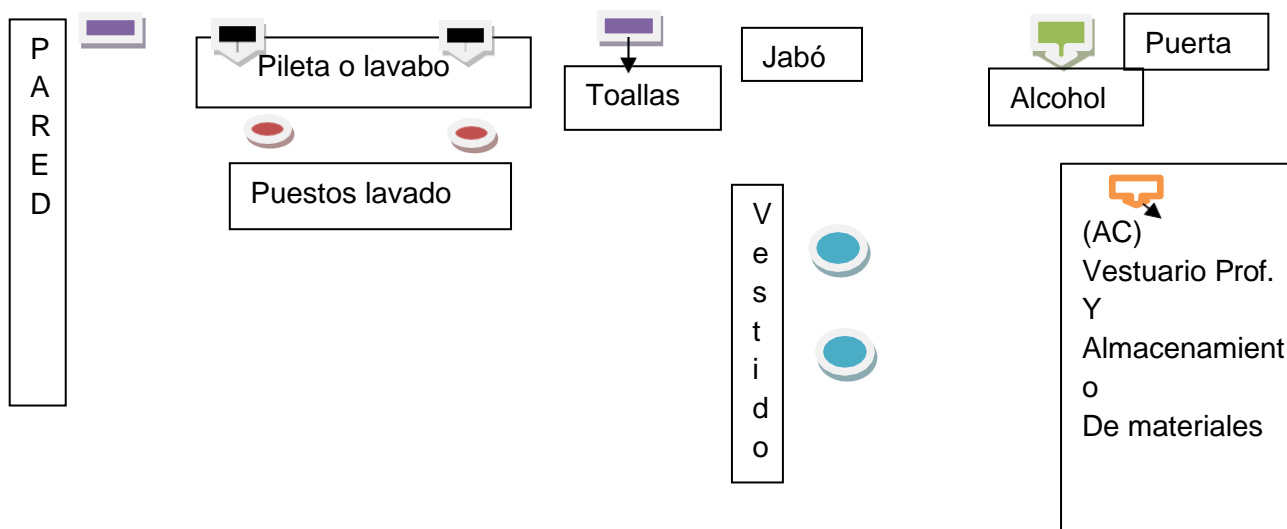 P
A
R
E
D
Pileta o lavabo
Toallas
Jabó
Alcohol
Puerta
Puestos lavado
V
e
s
t
i
d
o
(AC)
Vestuario Prof.
Y
Almacenamient
o
De materiales